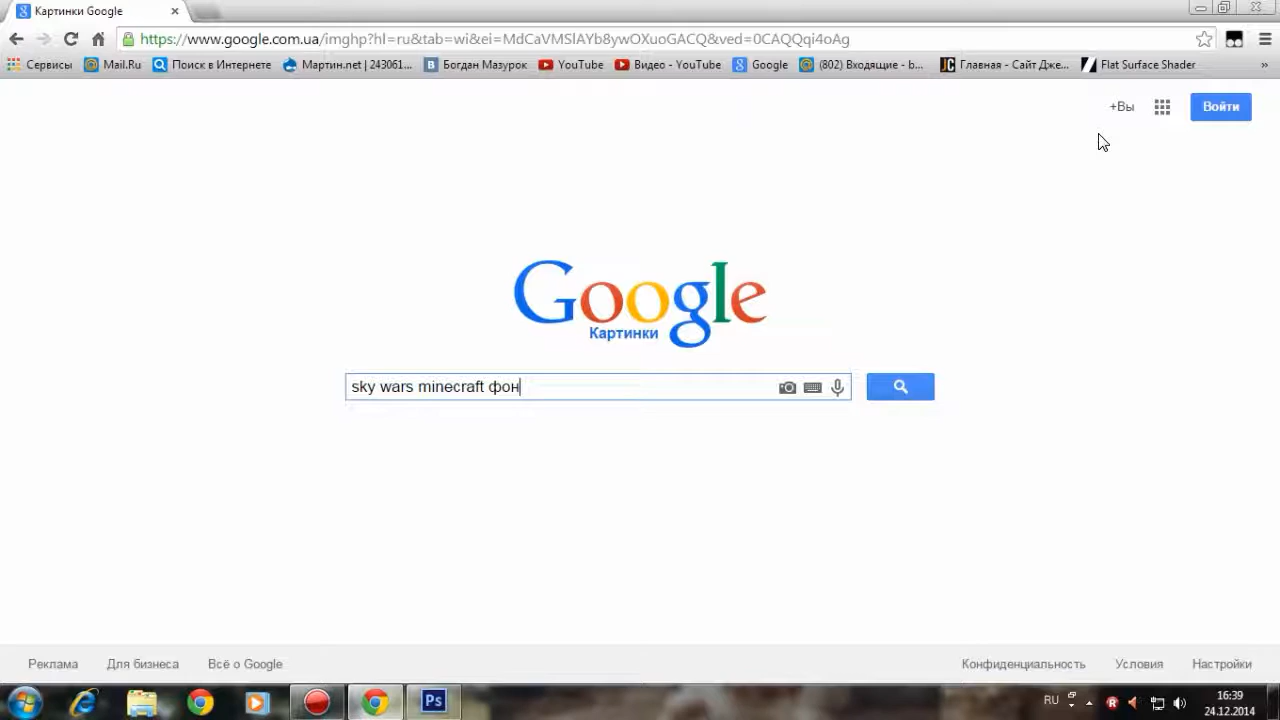 Картинки Google
https://www.google.com.ua/imghp?hl=ru&tab=wi&ei=MdCaVMSlAYb8ywOXuoGACQ&ved=0CAQQqi4oAg
Сервисы Mail.Ru Поиск в Интернете Мартин.net | 243061... Богдан Мазурок YouTube Видео - YouTube Google (802) Входящие - b... Главная - Сайт Дже... Flat Surface Shader »
+Вы Войти
Google
Картинки
sky wars minecraft фон
Реклама Для бизнеса Всё о Google Конфиденциальность Условия Настройки
Ps RU 16:39
24.12.2014